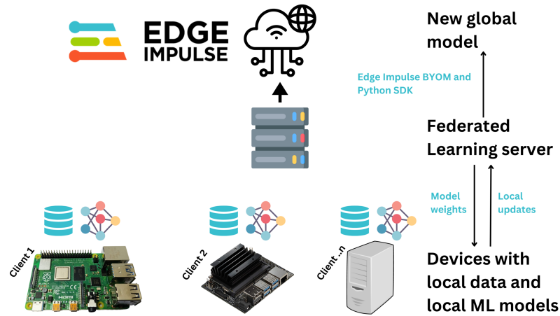 EDGE
IMPULSE
New global
model
Edge Impulse BYOM and
Python SDK
Federated
Learning server
Model
weights
Local
updates
Client 1
Client 2
Client ..n
Devices with
local data and
local ML models